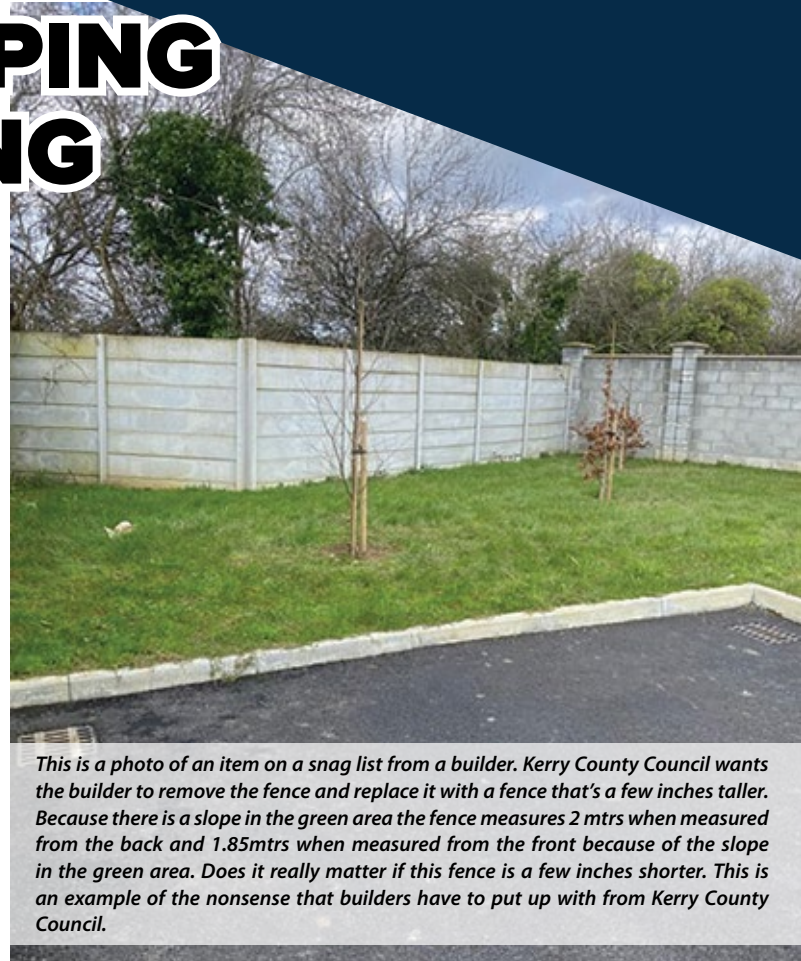 PING
NG
This is a photo of an item on a snag list from a builder. Kerry County Council wants
the builder to remove the fence and replace it with a fence that's a few inches taller.
Because there is a slope in the green area the fence measures 2 mtrs when measured
from the back and 1.85mtrs when measured from the front because of the slope
in the green area. Does it really matter if this fence is a few inches shorter. This is
an example of the nonsense that builders have to put up with from Kerry County
Council.